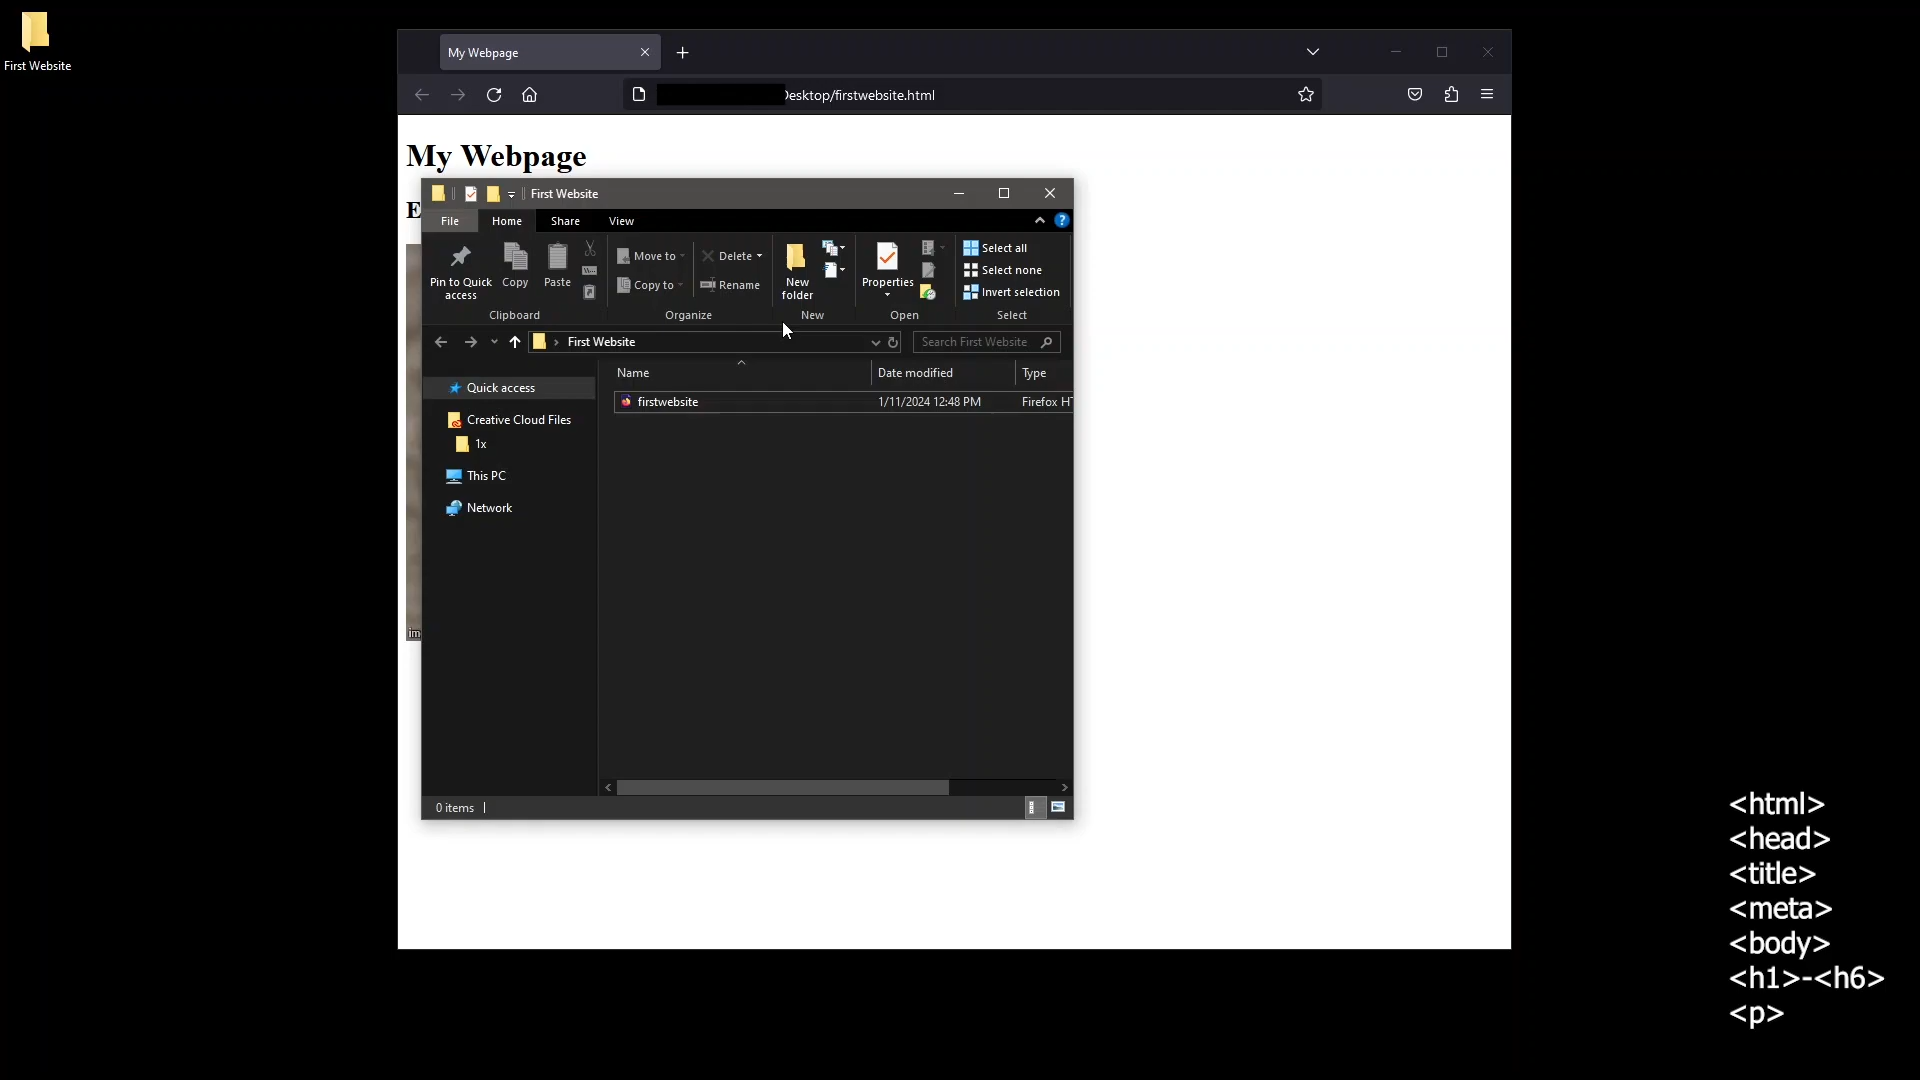 First Website
My Webpage
Desktop/firstwebsite.html
My Webpage
E
First Website
File Home Share View
Pin to Quick access
Copy
Paste
Move to
Copy to
Delete
Rename
New folder
Properties
Select all
Select none
Invert selection
Clipboard Organize New Open Select
First Website
Search First Website
Name Date modified Type
firstwebsite 1/11/2024 12:48 PM Firefox HT
Quick access
Creative Cloud Files
1x
This PC
Network
im
0 items
<html>
<head>
<title>
<meta>
<body>
<h1>-<h6>
<p>